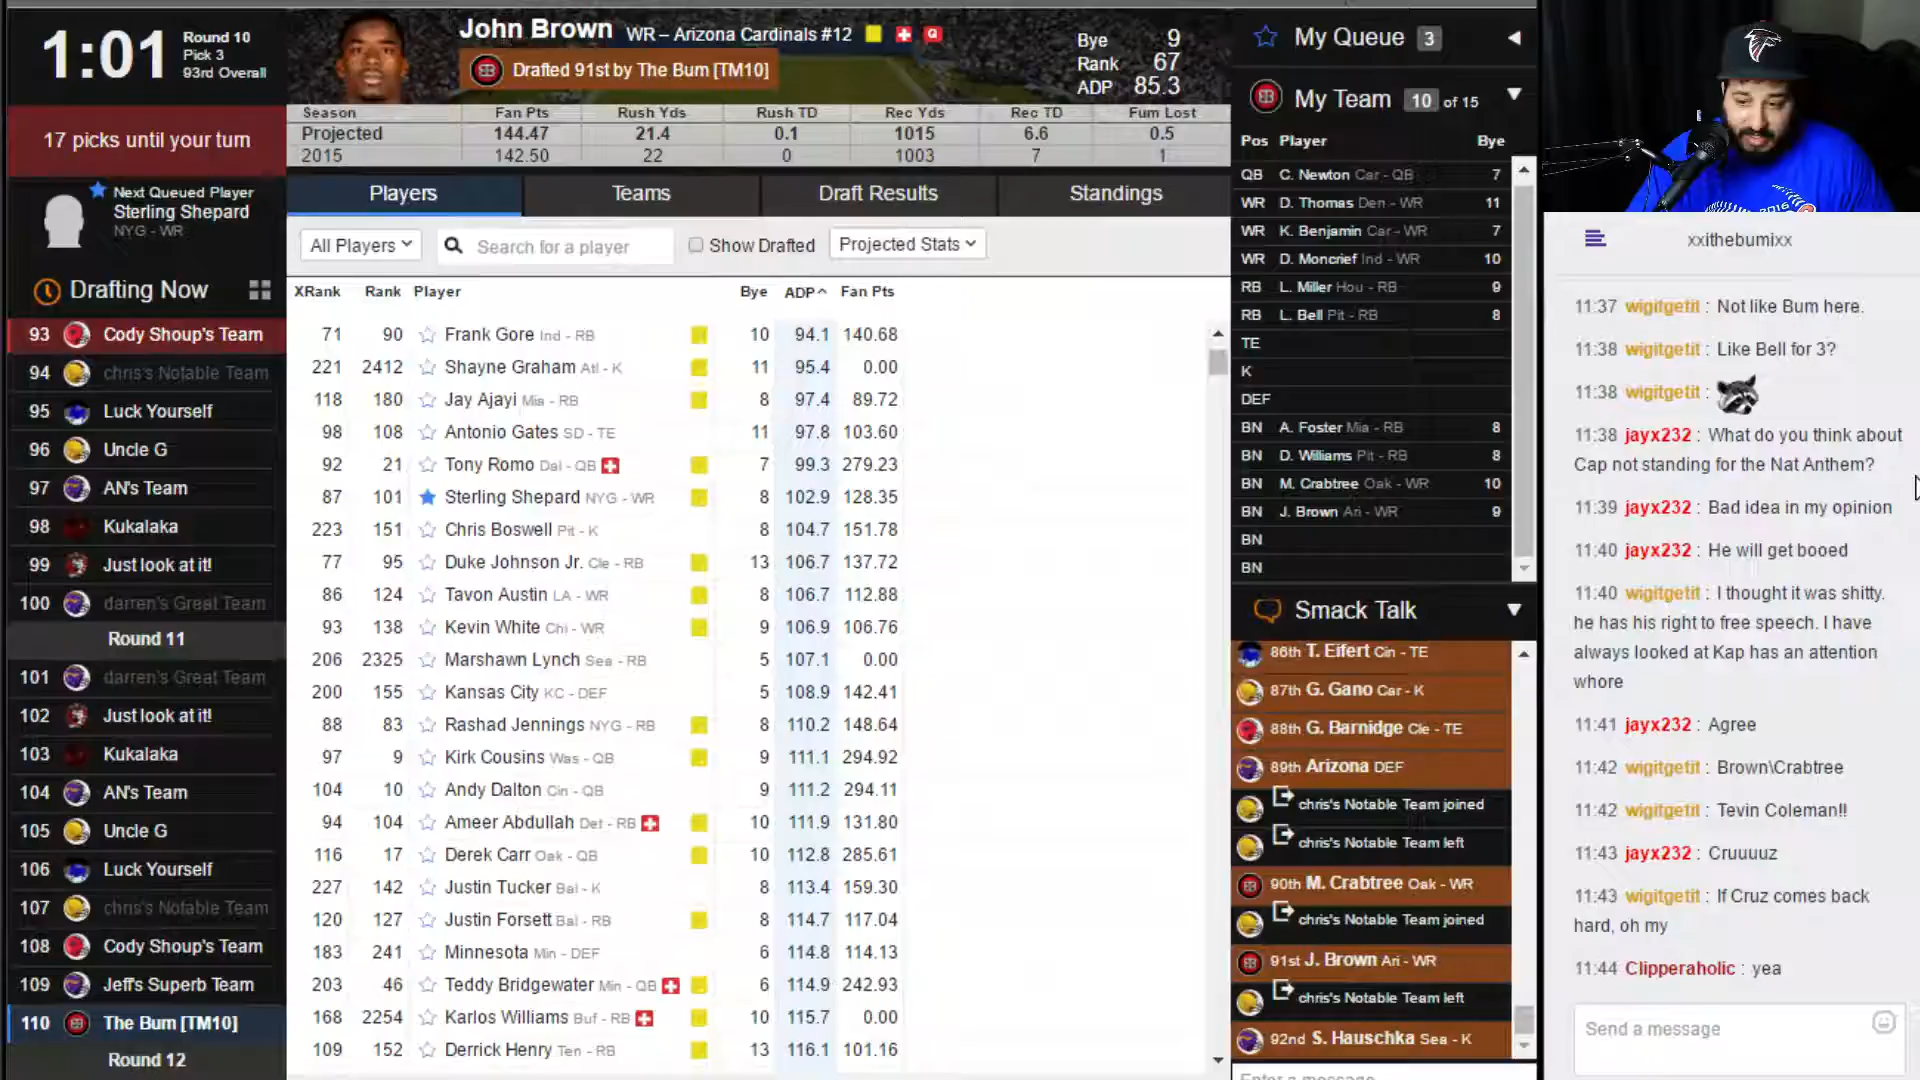 1:01
Round 10
Pick 3
93rd Overall
17 picks until your turn
Next Queued Player
Sterling Shepard
NYG - WR
Drafting Now
93 Cody Shoup's Team
94 chris's Notable Team
95 Luck Yourself
96 Uncle G
97 AN's Team
98 Kukalaka
99 Just look at it!
100 darren's Great Team
Round 11
101 darren's Great Team
102 Just look at it!
103 Kukalaka
104 AN's Team
105 Uncle G
106 Luck Yourself
107 chris's Notable Team
108 Cody Shoup's Team
109 Jeff's Superb Team
110 The Bum [TM10]
Round 12
John Brown WR – Arizona Cardinals #12 Q
Drafted 91st by The Bum [TM10]
Bye 9
Rank 67
ADP 85.3
Season Fan Pts Rush Yds Rush TD Rec Yds Rec TD Fum Lost
Projected 144.47 21.4 0.1 1015 6.6 0.5
2015 142.50 22 0 1003 7 1
Players Teams Draft Results Standings
All Players Search for a player Show Drafted Projected Stats
XRank Rank Player Bye ADP Fan Pts
71 90 Frank Gore Ind - RB 10 94.1 140.68
221 2412 Shayne Graham Atl - K 11 95.4 0.00
118 180 Jay Ajayi Mia - RB 8 97.4 89.72
98 108 Antonio Gates SD - TE 11 97.8 103.60
92 21 Tony Romo Dal - QB 7 99.3 279.23
87 101 Sterling Shepard NYG - WR 8 102.9 128.35
223 151 Chris Boswell Pit - K 8 104.7 151.78
77 95 Duke Johnson Jr. Cle - RB 13 106.7 137.72
86 124 Tavon Austin LA - WR 8 106.7 112.88
93 138 Kevin White Chi - WR 9 106.9 106.76
206 2325 Marshawn Lynch Sea - RB 5 107.1 0.00
200 155 Kansas City KC - DEF 5 108.9 142.41
88 83 Rashad Jennings NYG - RB 8 110.2 148.64
97 9 Kirk Cousins Was - QB 9 111.1 294.92
104 10 Andy Dalton Cin - QB 9 111.2 294.11
94 104 Ameer Abdullah Det - RB 10 111.9 131.80
116 17 Derek Carr Oak - QB 10 112.8 285.61
227 142 Justin Tucker Bal - K 8 113.4 159.30
120 127 Justin Forsett Bal - RB 8 114.7 117.04
183 241 Minnesota Min - DEF 6 114.8 114.13
203 46 Teddy Bridgewater Min - QB 6 114.9 242.93
168 2254 Karlos Williams Buf - RB 10 115.7 0.00
109 152 Derrick Henry Ten - RB 13 116.1 101.16
My Queue 3
My Team 10 of 15
Pos Player Bye
QB C. Newton Car - QB 7
WR D. Thomas Den - WR 11
WR K. Benjamin Car - WR 7
WR D. Moncrief Ind - WR 10
RB L. Miller Hou - RB 9
RB L. Bell Pit - RB 8
TE
K
DEF
BN A. Foster Mia - RB 8
BN D. Williams Pit - RB 8
BN M. Crabtree Oak - WR 10
BN J. Brown Ari - WR 9
BN
BN
Smack Talk
86th T. Eifert Cin - TE
87th G. Gano Car - K
88th G. Barnidge Cle - TE
89th Arizona DEF
chris's Notable Team joined
chris's Notable Team left
90th M. Crabtree Oak - WR
chris's Notable Team joined
91st J. Brown Ari - WR
chris's Notable Team left
92nd S. Hauschka Sea - K
Enter a message
2016
xxithebumixx
11:37 wigitgetit : Not like Bum here.
11:38 wigitgetit : Like Bell for 3?
11:38 wigitgetit :
11:38 jayx232 : What do you think about
Cap not standing for the Nat Anthem?
11:39 jayx232 : Bad idea in my opinion
11:40 jayx232 : He will get booed
11:40 wigitgetit : I thought it was shitty.
he has his right to free speech. I have
always looked at Kap has an attention
whore
11:41 jayx232 : Agree
11:42 wigitgetit : Brown\Crabtree
11:42 wigitgetit : Tevin Coleman!!
11:43 jayx232 : Cruuuuz
11:43 wigitgetit : If Cruz comes back
hard, oh my
11:44 Clipperaholic : yea
Send a message